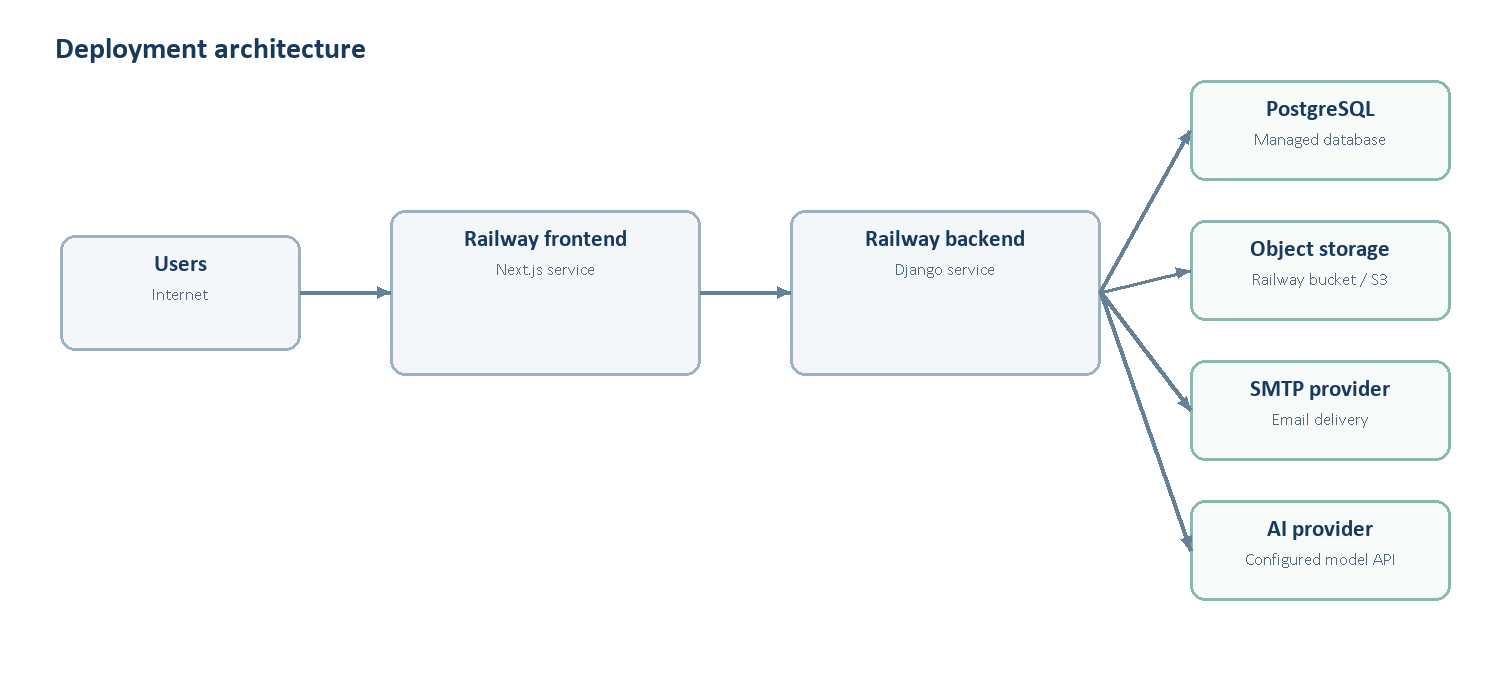 Deployment architecture
Users
Internet
Railway frontend
Next.js service
Railway backend
Django service
PostgreSQL
Managed database
Object storage
Railway bucket / S3
SMTP provider
Email delivery
AI provider
Configured model API